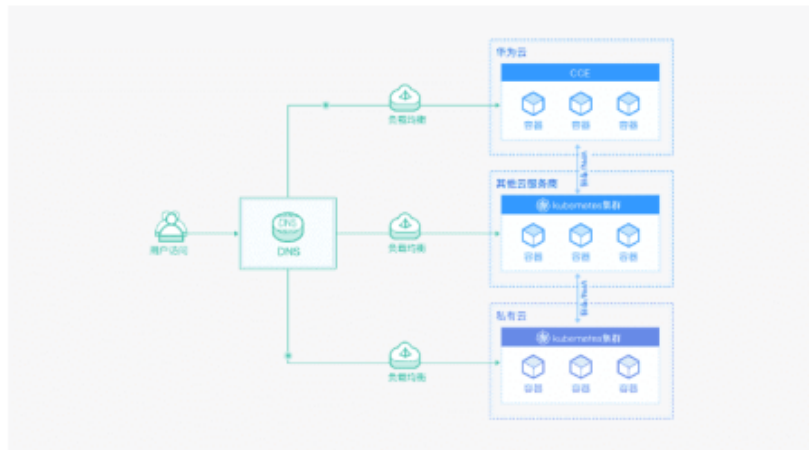 华为云
CCE
容器 容器 容器
负载均衡
其他云服务商
kubernetes集群
容器 容器 容器
用户访问
DNS
DNS
负载均衡
私有云
kubernetes集群
容器 容器 容器
负载均衡